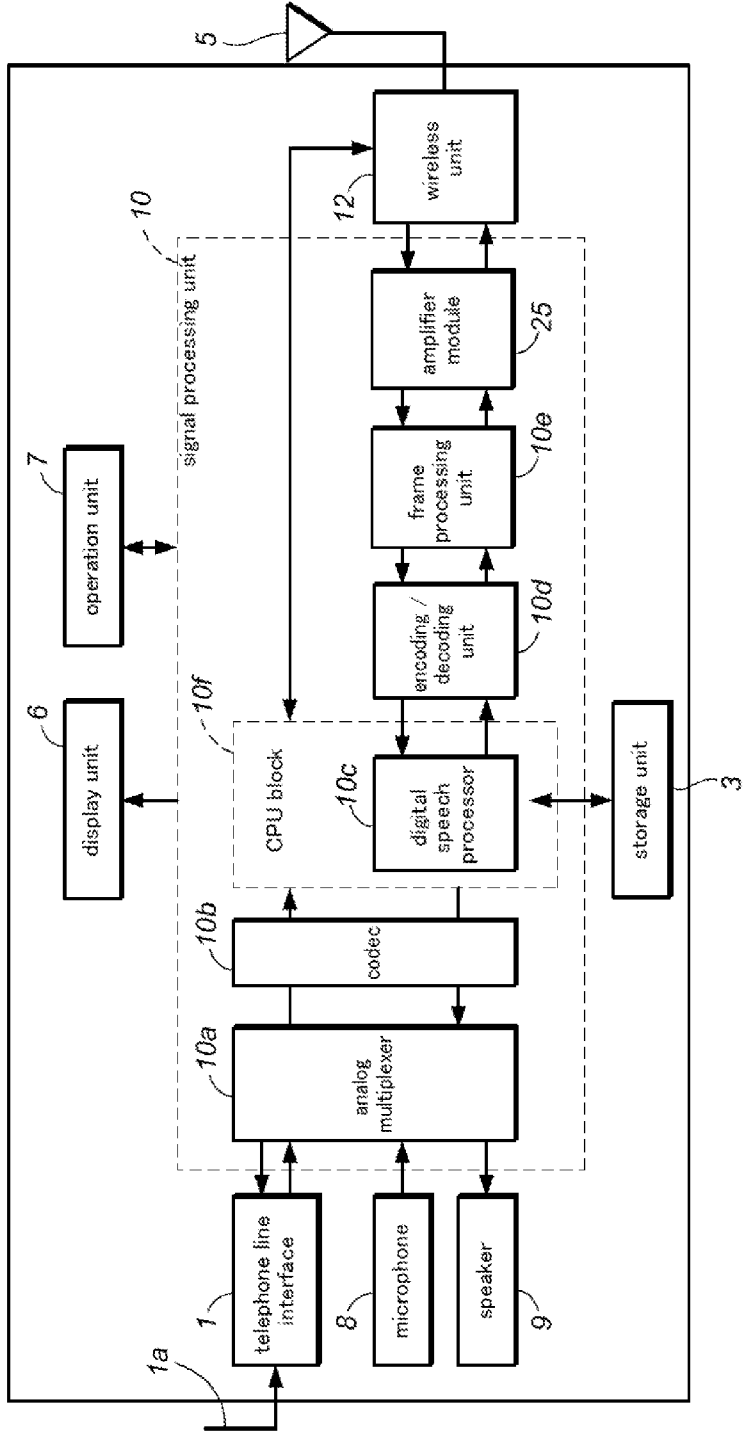 5
10
signal processing unit
7
operation unit
6
display unit
12
wireless
unit
amplifier
module
25
frame
processing
unit
10e
encoding /
decoding
unit
10d
10f
CPU block
10c
digital
speech
processor
storage unit
3
10b
codec
10a
analog
multiplexer
1
telephone line
interface
1a
8
microphone
speaker
9